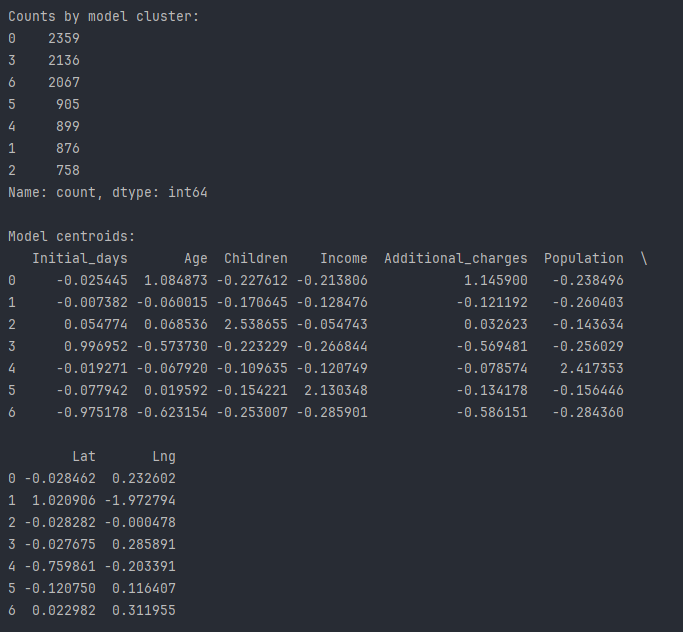 Counts by model cluster:
0    2359
3    2136
6    2067
5     905
4     899
1     876
2     758
Name: count, dtype: int64

Model centroids:
   Initial_days       Age  Children    Income  Additional_charges  Population  \
0     -0.025445  1.084873 -0.227612 -0.213806            1.145900   -0.238496
1     -0.007382 -0.060015 -0.170645 -0.128476           -0.121192   -0.260403
2      0.054774  0.068536  2.538655 -0.054743            0.032623   -0.143634
3      0.996952 -0.573730 -0.223229 -0.266844           -0.569481   -0.256029
4     -0.019271 -0.067920 -0.109635 -0.120749           -0.078574    2.417353
5     -0.077942  0.019592 -0.154221  2.130348           -0.134178   -0.156446
6     -0.975178 -0.623154 -0.253007 -0.285901           -0.586151   -0.284360

        Lat       Lng
0 -0.028462  0.232602
1  1.020906 -1.972794
2 -0.028282 -0.000478
3 -0.027675  0.285891
4 -0.759861 -0.203391
5 -0.120750  0.116407
6  0.022982  0.311955